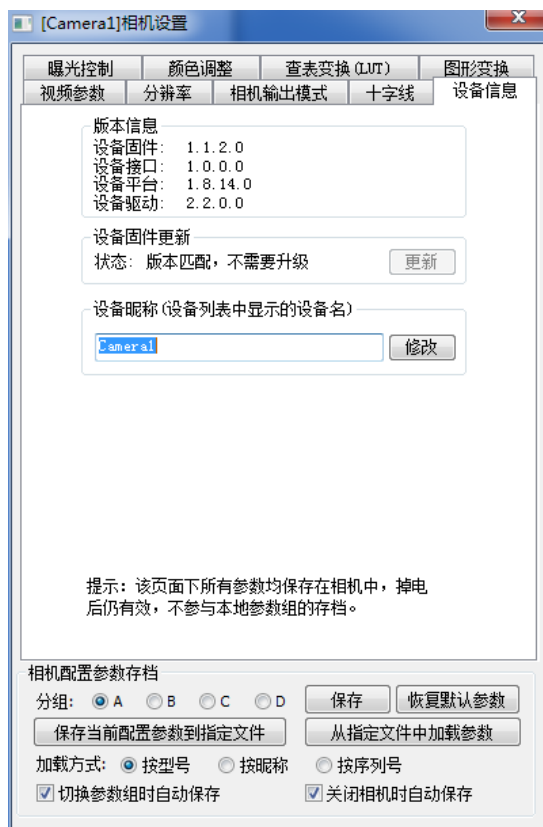 [Camera1]相机设置
曝光控制 颜色调整 查表变换(LUT) 图形变换
视频参数 分辨率 相机输出模式 十字线 设备信息
版本信息
设备固件: 1.1.2.0
设备接口: 1.0.0.0
设备平台: 1.8.14.0
设备驱动: 2.2.0.0
设备固件更新
状态: 版本匹配，不需要升级 更新
设备昵称(设备列表中显示的设备名)
Camera1 修改
提示: 该页面下所有参数均保存在相机中，掉电
后仍有效，不参与本地参数组的存档。
相机配置参数存档
分组: A B C D 保存 恢复默认参数
保存当前配置参数到指定文件 从指定文件中加载参数
加载方式: 按型号 按昵称 按序列号
切换参数组时自动保存 关闭相机时自动保存